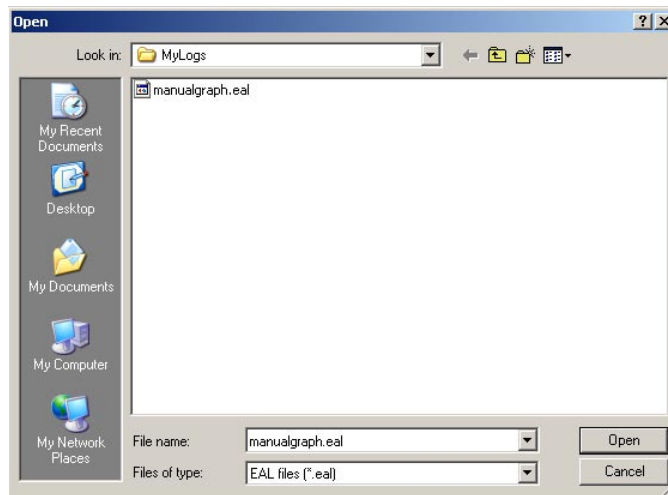 Open
Look in: MyLogs
manualgraph.eal
My Recent
Documents
Desktop
My Documents
My Computer
My Network
Places
File name: manualgraph.eal Open
Files of type: EAL files (*.eal) Cancel